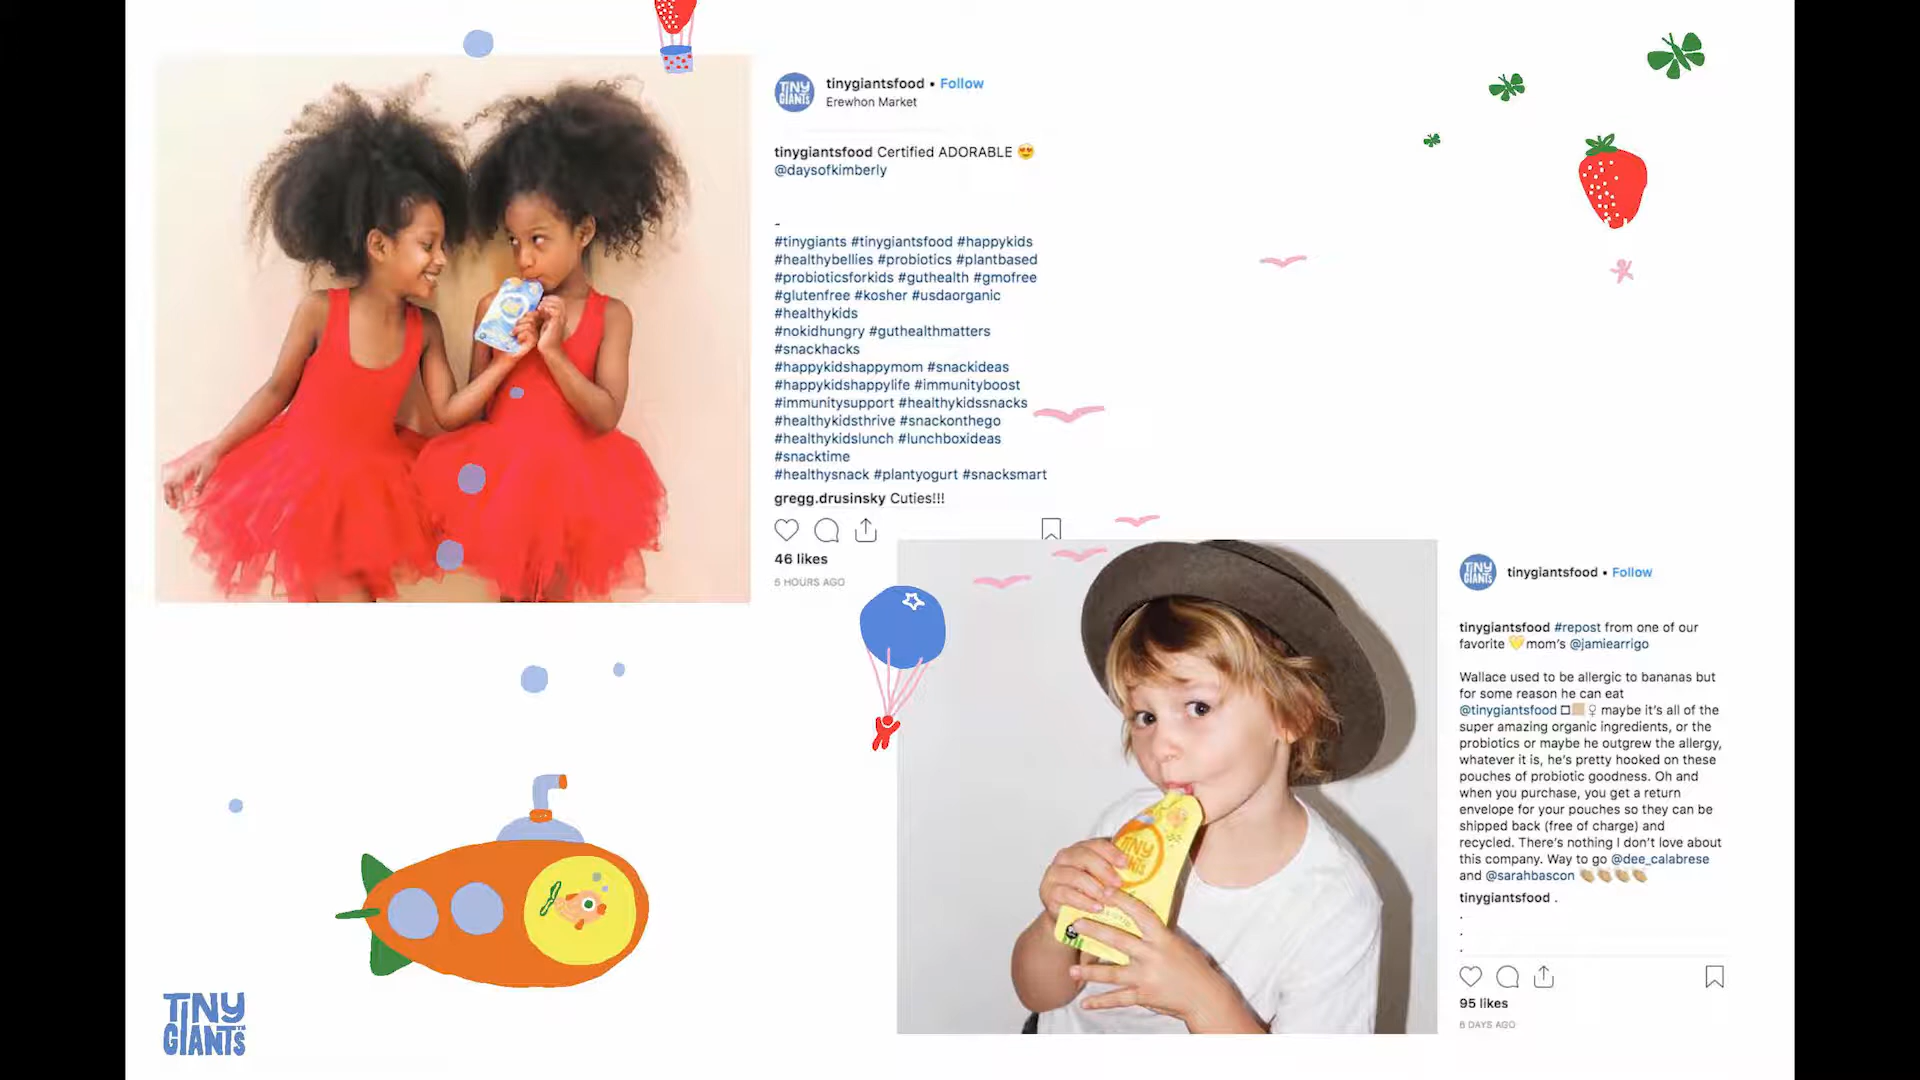 tinygiantsfood • Follow
Erewhon Market
tinygiantsfood Certified ADORABLE 😍
@daysofkimberly
-
#tinygiants #tinygiantsfood #happykids
#healthybellies #probiotics #plantbased
#probioticsforkids #guthealth #gmofree
#glutenfree #kosher #usdaorganic
#healthykids
#nokidhungry #guthealthmatters
#snackhacks
#happykidshappymom #snackideas
#happykidshappylife #immunityboost
#immunitysupport #healthykidssnacks
#healthykidsthrive #snackonthego
#healthykidslunch #lunchboxideas
#snacktime
#healthysnack #plantyogurt #snacksmart
gregg.drusinsky Cuties!!!
46 likes
5 HOURS AGO
TINY
GIANTS
tinygiantsfood • Follow
tinygiantsfood #repost from one of our
favorite 💛mom's @jamiearrigo
Wallace used to be allergic to bananas but
for some reason he can eat
@tinygiantsfood □🏼♀ maybe it's all of the
super amazing organic ingredients, or the
probiotics or maybe he outgrew the allergy,
whatever it is, he's pretty hooked on these
pouches of probiotic goodness. Oh and
when you purchase, you get a return
envelope for your pouches so they can be
shipped back (free of charge) and
recycled. There's nothing I don't love about
this company. Way to go @dee_calabrese
and @sarahbascon 👏🏼👏🏼👏🏼👏🏼
tinygiantsfood .
.
.
.
95 likes
6 DAYS AGO
TINY
GIANTS
TINY
GIANTS
TINY
GIANTS